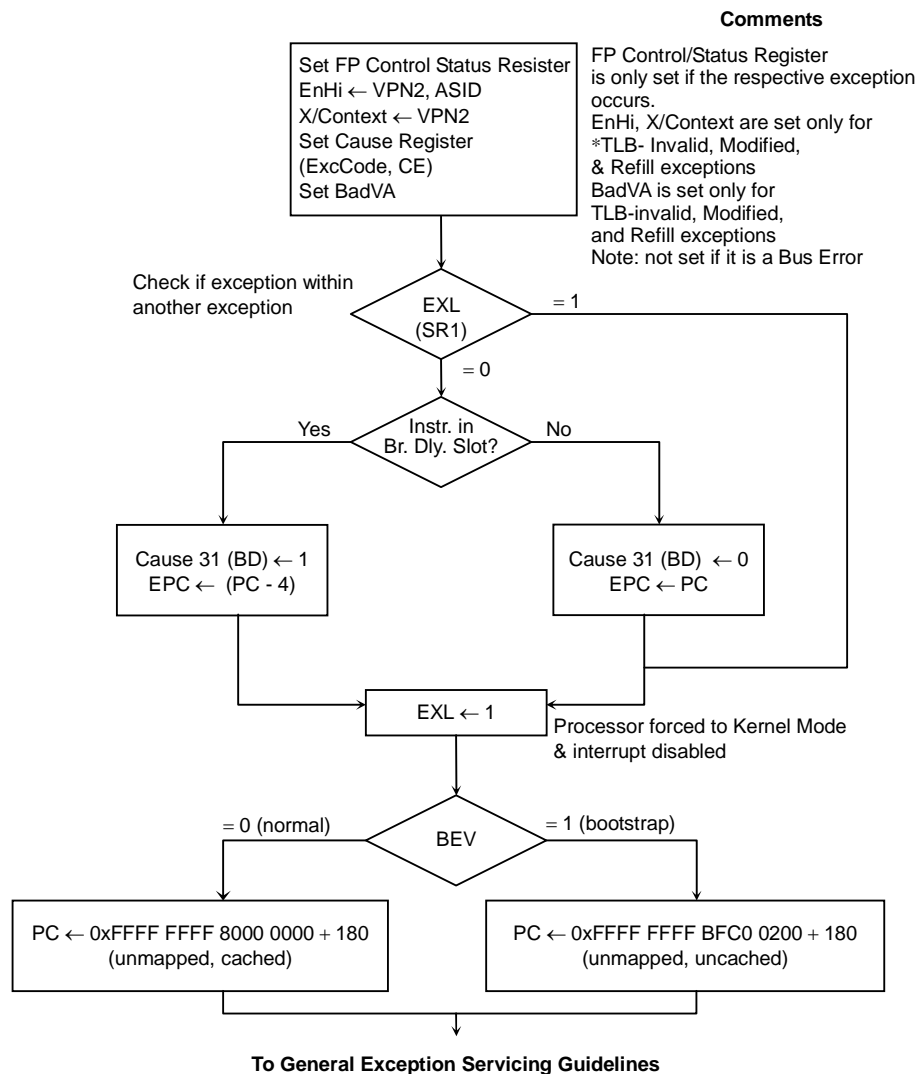 Comments
Set FP Control Status Resister
EnHi ← VPN2, ASID
X/Context ← VPN2
Set Cause Register
(ExcCode, CE)
Set BadVA
FP Control/Status Register
is only set if the respective exception
occurs.
EnHi, X/Context are set only for
*TLB- Invalid, Modified,
& Refill exceptions
BadVA is set only for
TLB-invalid, Modified,
and Refill exceptions
Note: not set if it is a Bus Error
Check if exception within
another exception
EXL
(SR1)
= 1
= 0
Yes
Instr. in
Br. Dly. Slot?
No
Cause 31 (BD) ← 1
EPC ← (PC - 4)
Cause 31 (BD) ← 0
EPC ← PC
EXL ← 1
Processor forced to Kernel Mode
& interrupt disabled
= 0 (normal)
BEV
= 1 (bootstrap)
PC ← 0xFFFF FFFF 8000 0000 + 180
(unmapped, cached)
PC ← 0xFFFF FFFF BFC0 0200 + 180
(unmapped, uncached)
To General Exception Servicing Guidelines